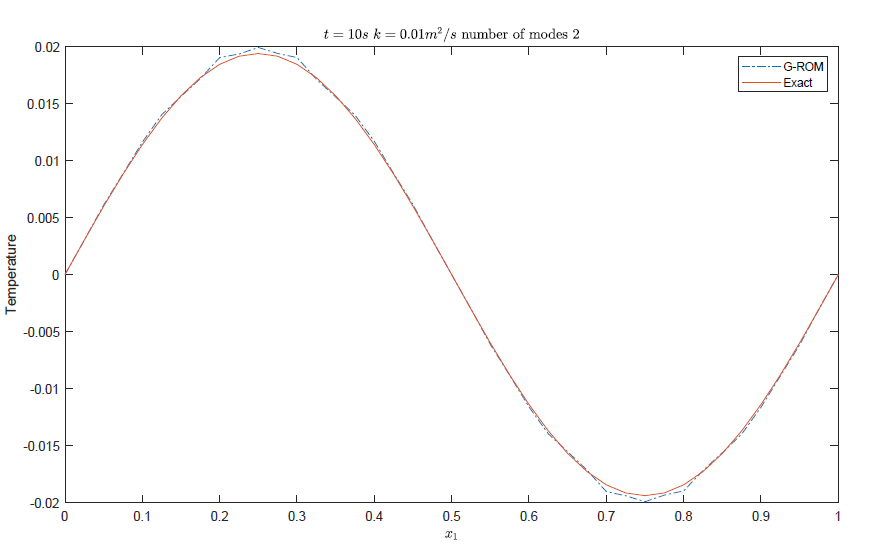 t = 10s k = 0.01m²/s number of modes 2
G-ROM
Exact
Temperature
0.02
0.015
0.01
0.005
0
-0.005
-0.01
-0.015
-0.02
0 0.1 0.2 0.3 0.4 0.5 0.6 0.7 0.8 0.9 1
x₁